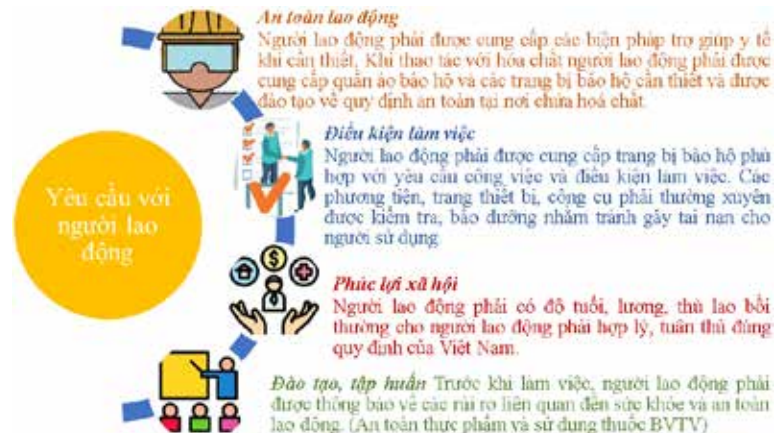 An toàn lao động
Người lao động phải được cung cấp các biện pháp trợ giúp y tế
khi cần thiết, Khi thao tác với hóa chất người lao động phải được
cung cấp quần áo bảo hộ và các trang bị bảo hộ cần thiết và được
đào tạo về quy định an toàn tại nơi chứa hoá chất.
Điều kiện làm việc
Người lao động phải được cung cấp trang bị bảo hộ phù
hợp với yêu cầu công việc và điều kiện làm việc. Các
phương tiện, trang thiết bị, công cụ phải thường xuyên
được kiểm tra, bảo dưỡng nhằm tránh gây tai nạn cho
người sử dụng.
Yêu cầu với
người lao
động
Phúc lợi xã hội
Người lao động phải có độ tuổi, lương, thù lao bồi
thường cho người lao động phải hợp lý, tuân thủ đúng
quy định của Việt Nam.
Đào tạo, tập huấn Trước khi làm việc, người lao động phải
được thông báo về các rủi ro liên quan đến sức khỏe và an toàn
lao động. (An toàn thực phẩm và sử dụng thuốc BVTV)